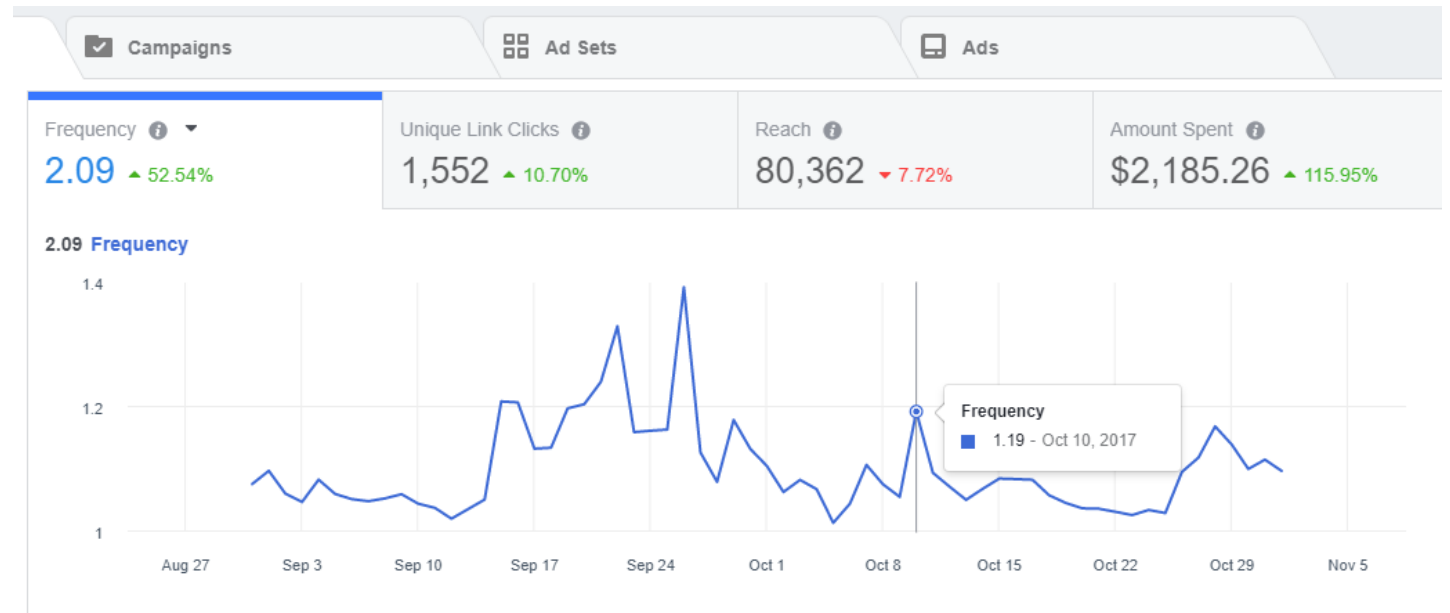 Campaigns
Ad Sets
Ads
Frequency
2.09 52.54%
Unique Link Clicks
1,552 10.70%
Reach
80,362 7.72%
Amount Spent
$2,185.26 115.95%
2.09 Frequency
1.4
1.2
1
Frequency
1.19 - Oct 10, 2017
Aug 27 Sep 3 Sep 10 Sep 17 Sep 24 Oct 1 Oct 8 Oct 15 Oct 22 Oct 29 Nov 5